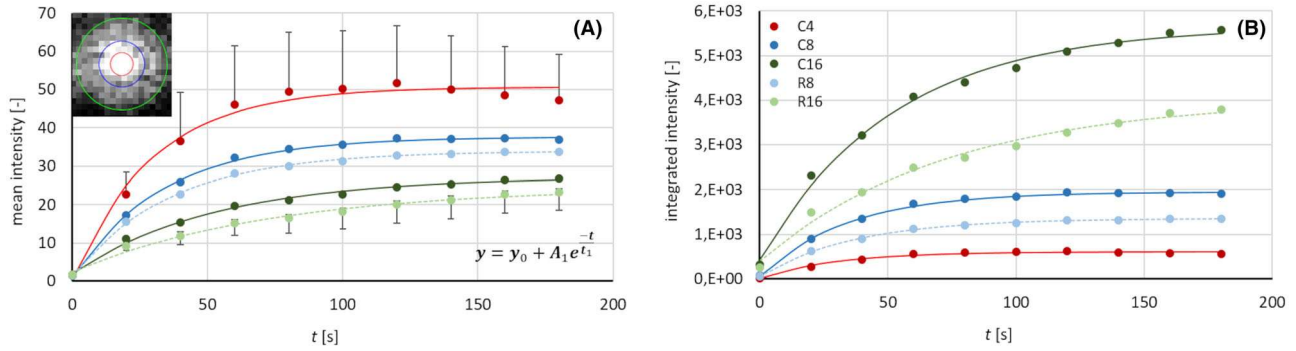 (A)
mean intensity [-]
70
60
50
40
30
20
10
0
0 50 100 150 200
t [s]
y = y₀ + A₁e^(-t/t₁)
(B)
integrated intensity [-]
6,E+03
5,E+03
4,E+03
3,E+03
2,E+03
1,E+03
0,E+00
0 50 100 150 200
t [s]
C4
C8
C16
R8
R16